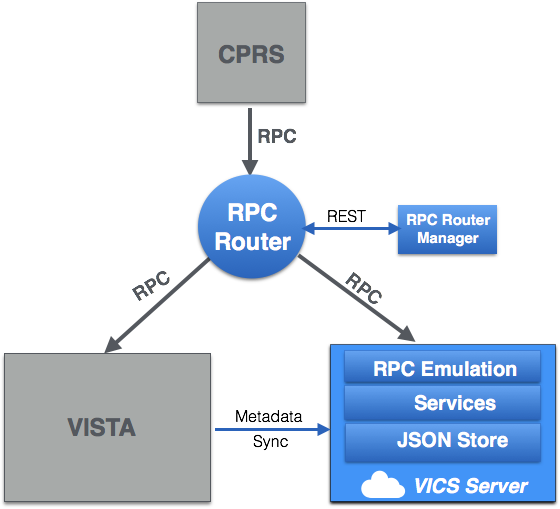 CPRS
RPC
RPC
Router
REST
RPC Router
Manager
RPC
RPC
VISTA
Metadata
Sync
RPC Emulation
Services
JSON Store
VICS Server